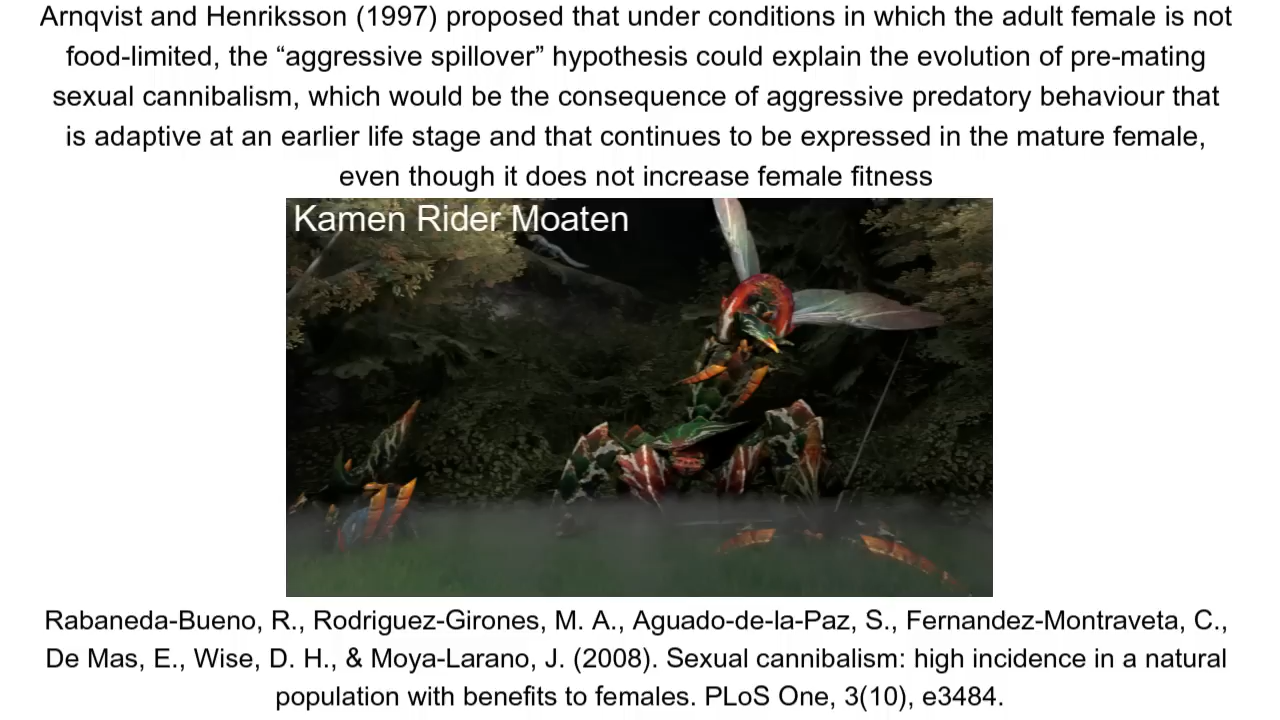 Arnqvist and Henriksson (1997) proposed that under conditions in which the adult female is not
food-limited, the “aggressive spillover” hypothesis could explain the evolution of pre-mating
sexual cannibalism, which would be the consequence of aggressive predatory behaviour that
is adaptive at an earlier life stage and that continues to be expressed in the mature female,
even though it does not increase female fitness
Kamen Rider Moaten
Rabaneda-Bueno, R., Rodriguez-Girones, M. A., Aguado-de-la-Paz, S., Fernandez-Montraveta, C.,
De Mas, E., Wise, D. H., & Moya-Larano, J. (2008). Sexual cannibalism: high incidence in a natural
population with benefits to females. PLoS One, 3(10), e3484.